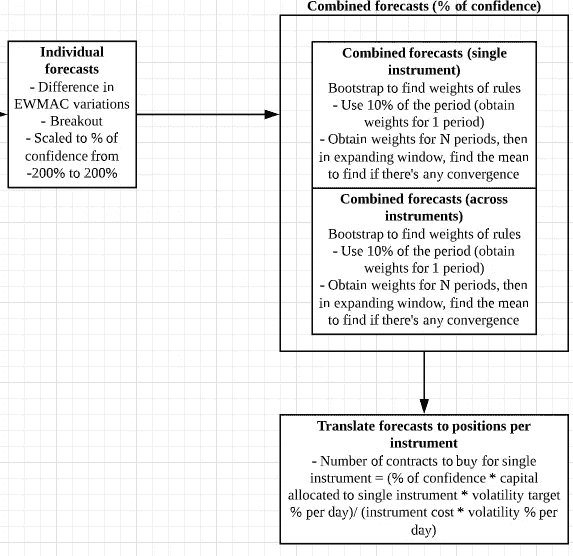 Combined forecasts (% of confidence)
Individual
forecasts
- Difference in
EWMAC variations
- Breakout
- Scaled to % of
confidence from
-200% to 200%
Combined forecasts (single
instrument)
Bootstrap to find weights of rules
- Use 10% of the period (obtain
weights for 1 period)
- Obtain weights for N periods, then
in expanding window, find the mean
to find if there's any convergence
Combined forecasts (across
instruments)
Bootstrap to find weights of rules
- Use 10% of the period (obtain
weights for 1 period)
- Obtain weights for N periods, then
in expanding window, find the mean
to find if there's any convergence
Translate forecasts to positions per
instrument
- Number of contracts to buy for single
instrument = (% of confidence * capital
allocated to single instrument * volatility target
% per day)/ (instrument cost * volatility % per
day)